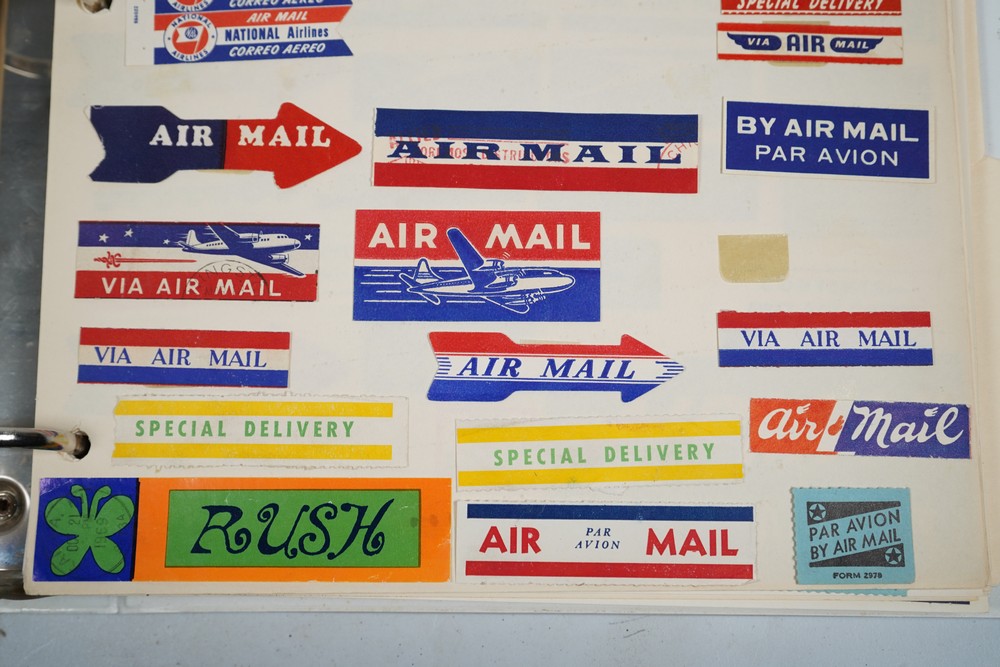 CORREO AEREO
AIR MAIL
NATIONAL Airlines
CORREO AEREO
NATIONAL
AIRLINES
SPECIAL DELIVERY
VIA AIR MAIL
AIR MAIL
AIR MAIL
BY AIR MAIL
PAR AVION
VIA AIR MAIL
AIR MAIL
VIA AIR MAIL
AIR MAIL
VIA AIR MAIL
SPECIAL DELIVERY
SPECIAL DELIVERY
Air Mail
RUSH
AIR PAR AVION MAIL
PAR AVION
BY AIR MAIL
FORM 2978